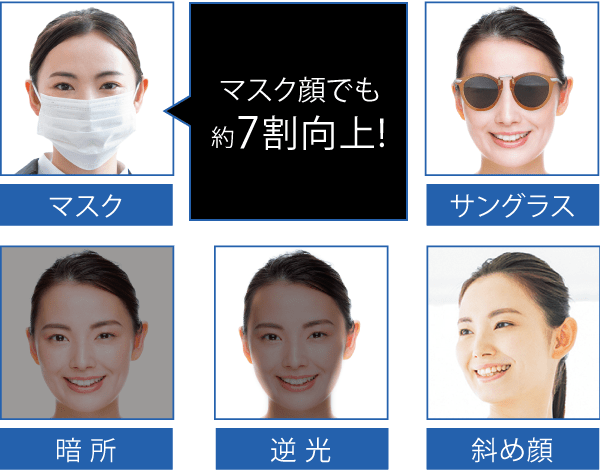 マスク顔でも
約7割向上!
マスク
サングラス
暗所
逆光
斜め顔